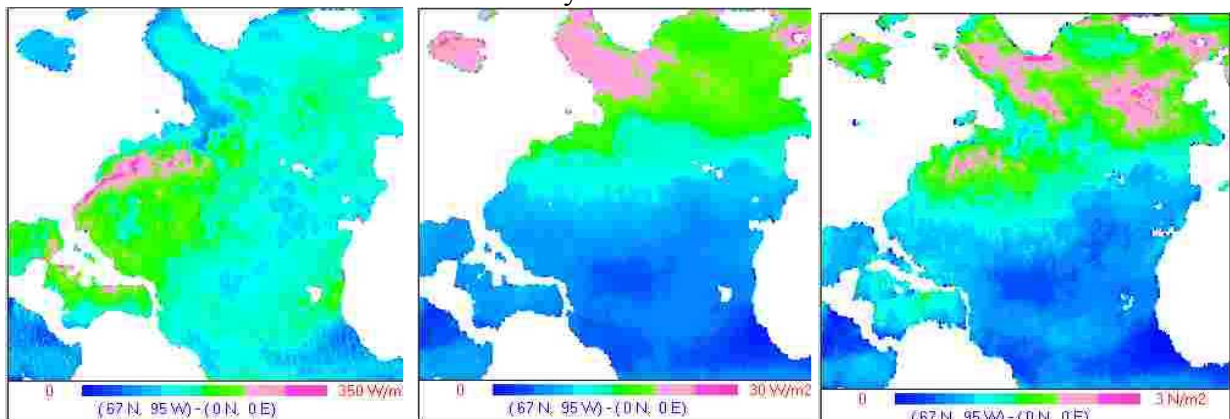 y
0 350 W/m
(67 N, 95 W) - (0 N, 0 E)
0 30 W/m2
(67 N, 95 W) - (0 N, 0 E)
0 3 N/m2
(67 N, 95 W) - (0 N, 0 E)